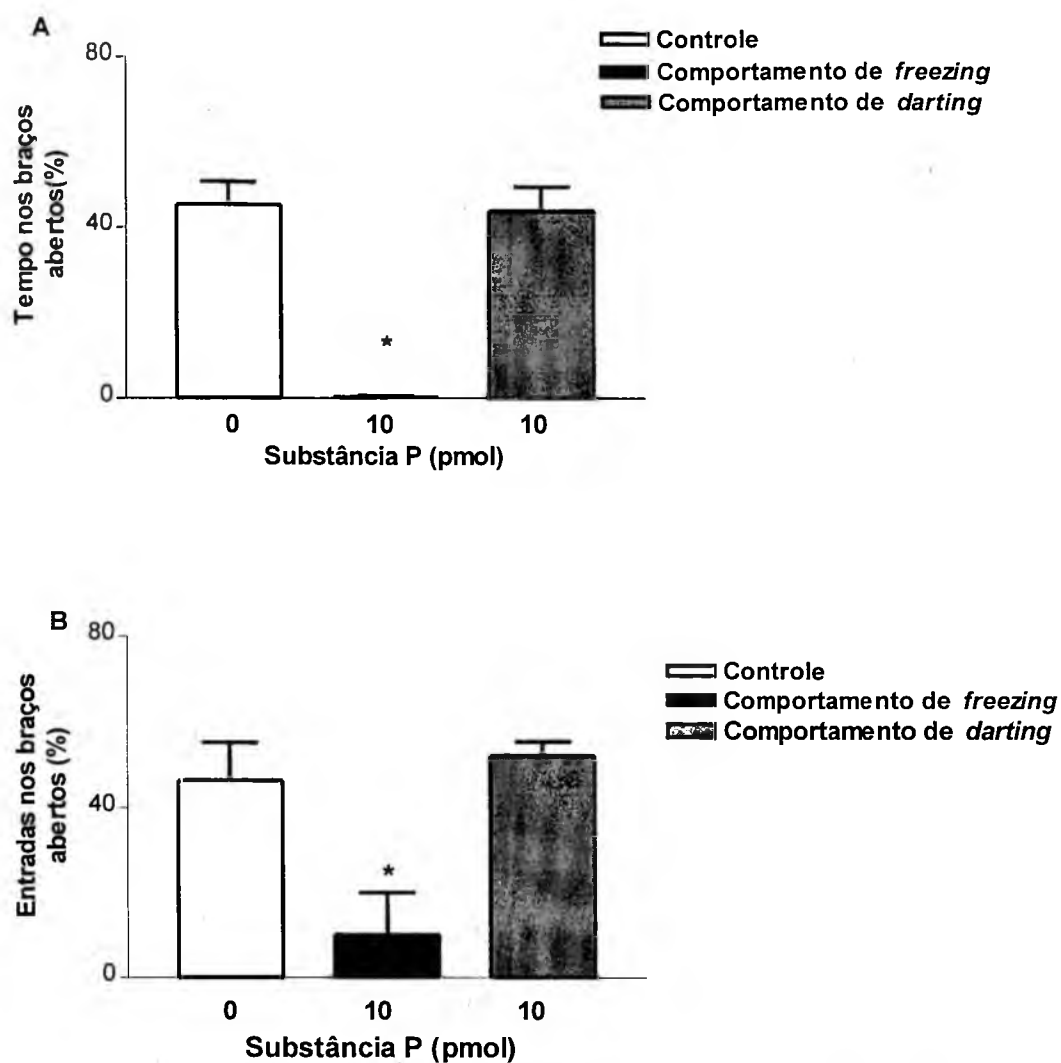 A
80
40
0
Tempo nos braços
abertos(%)
Controle
Comportamento de freezing
Comportamento de darting
*
0
10
10
Substância P (pmol)
B
80
40
0
Entradas nos braços
abertos (%)
Controle
Comportamento de freezing
Comportamento de darting
*
0
10
10
Substância P (pmol)